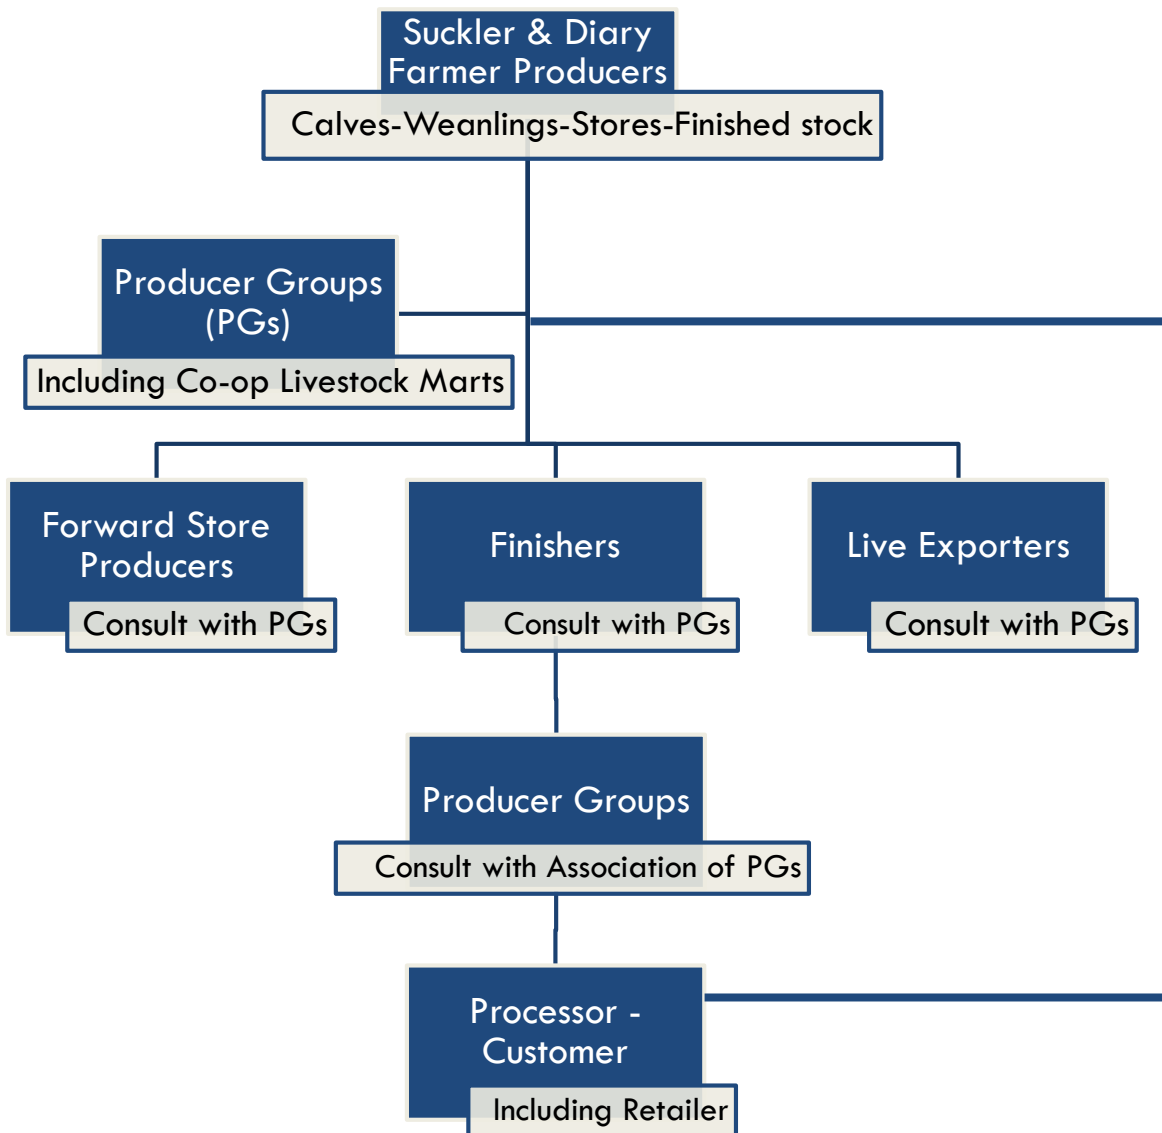 Suckler & Diary
Farmer Producers
Calves-Weanlings-Stores-Finished stock
Producer Groups
(PGs)
Including Co-op Livestock Marts
Forward Store
Producers
Consult with PGs
Finishers
Consult with PGs
Live Exporters
Consult with PGs
Producer Groups
Consult with Association of PGs
Processor -
Customer
Including Retailer